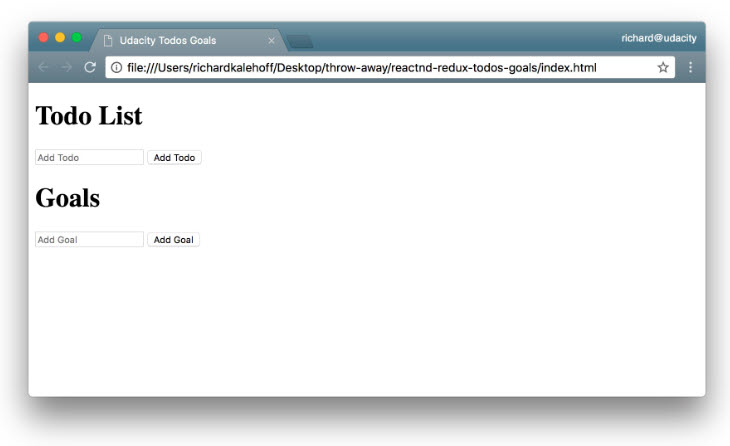 Udacity Todos Goals
richard@udacity
file:///Users/richardkalehoff/Desktop/throw-away/reactnd-redux-todos-goals/index.html
Todo List
Add Todo Add Todo
Goals
Add Goal Add Goal